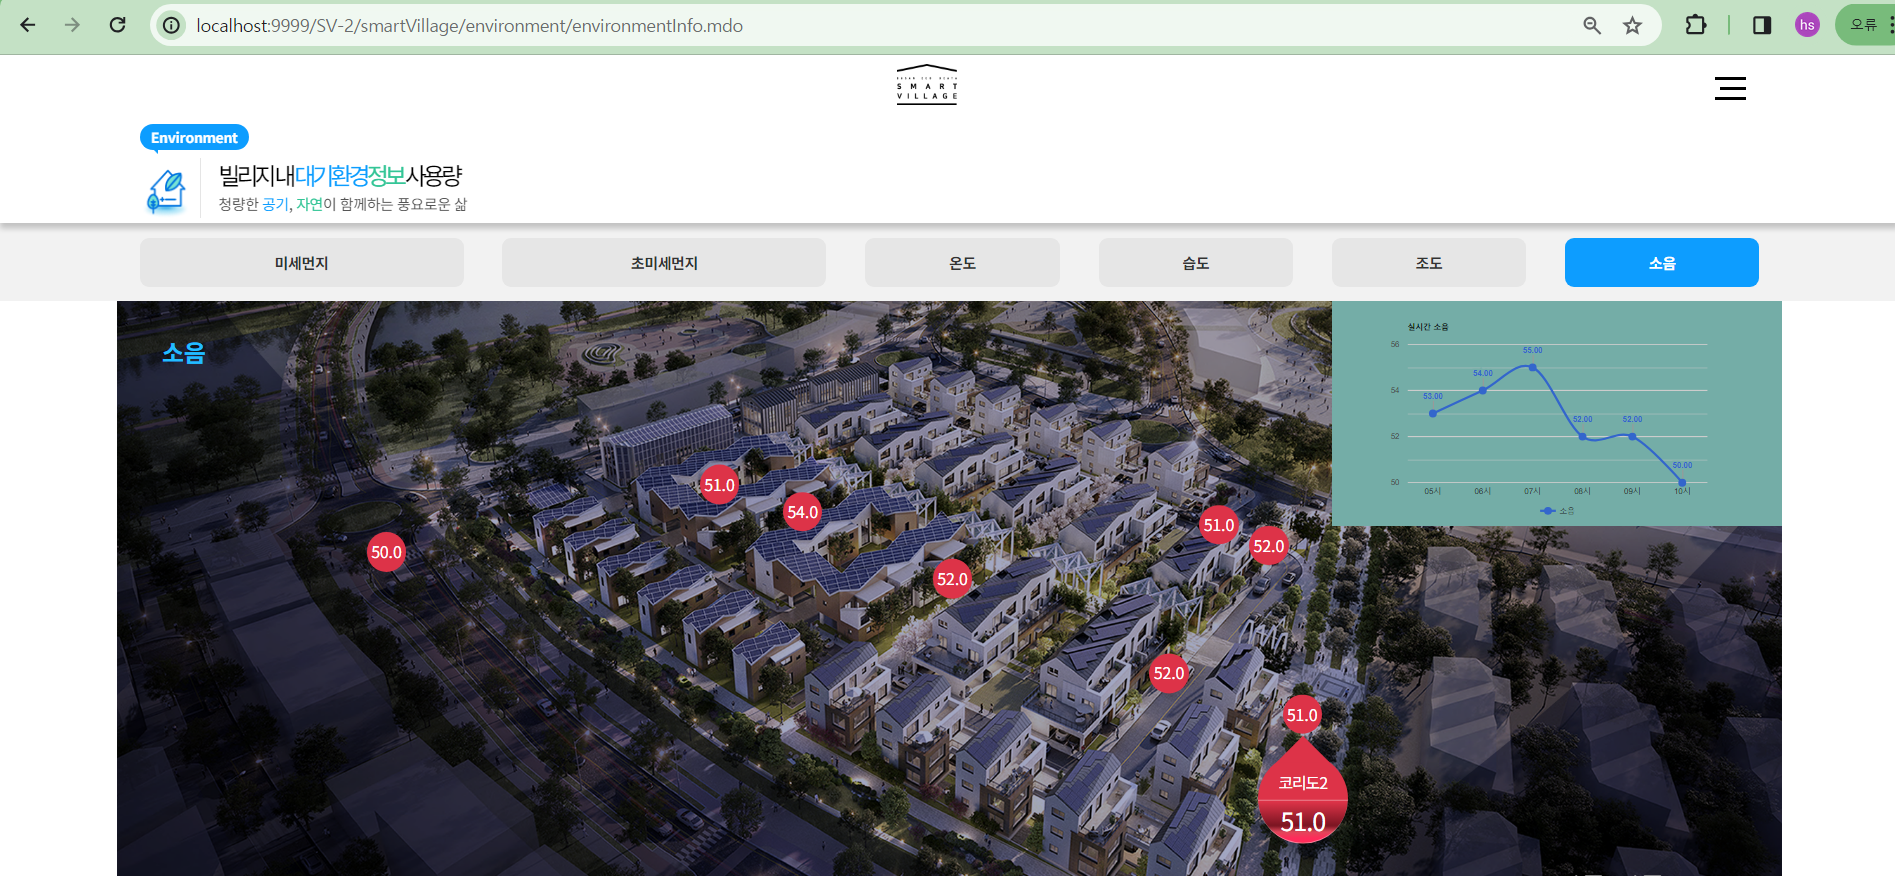 localhost:9999/SV-2/smartVillage/environment/environmentInfo.mdo
hs
오류
SMART
VILLAGE
Environment
빌리지 내 대기환경정보 사용량
청량한 공기, 자연이 함께하는 풍요로운 삶
미세먼지
초미세먼지
온도
습도
조도
소음
소음
실시간 소음
56
54
52
50
53.00
54.00
55.00
52.00
52.00
50.00
05시
06시
07시
08시
09시
10시
소음
51.0
54.0
50.0
52.0
51.0
52.0
52.0
51.0
코리도2
51.0